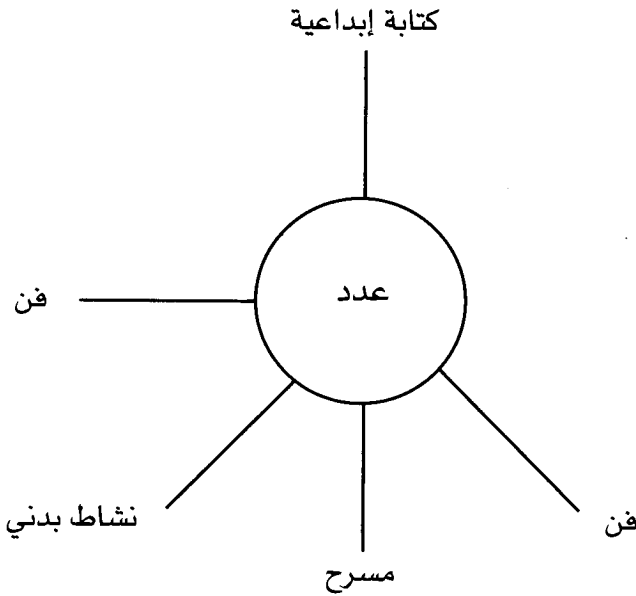 كتابة إبداعية
عدد
فن
نشاط بدني
فن
مسرح